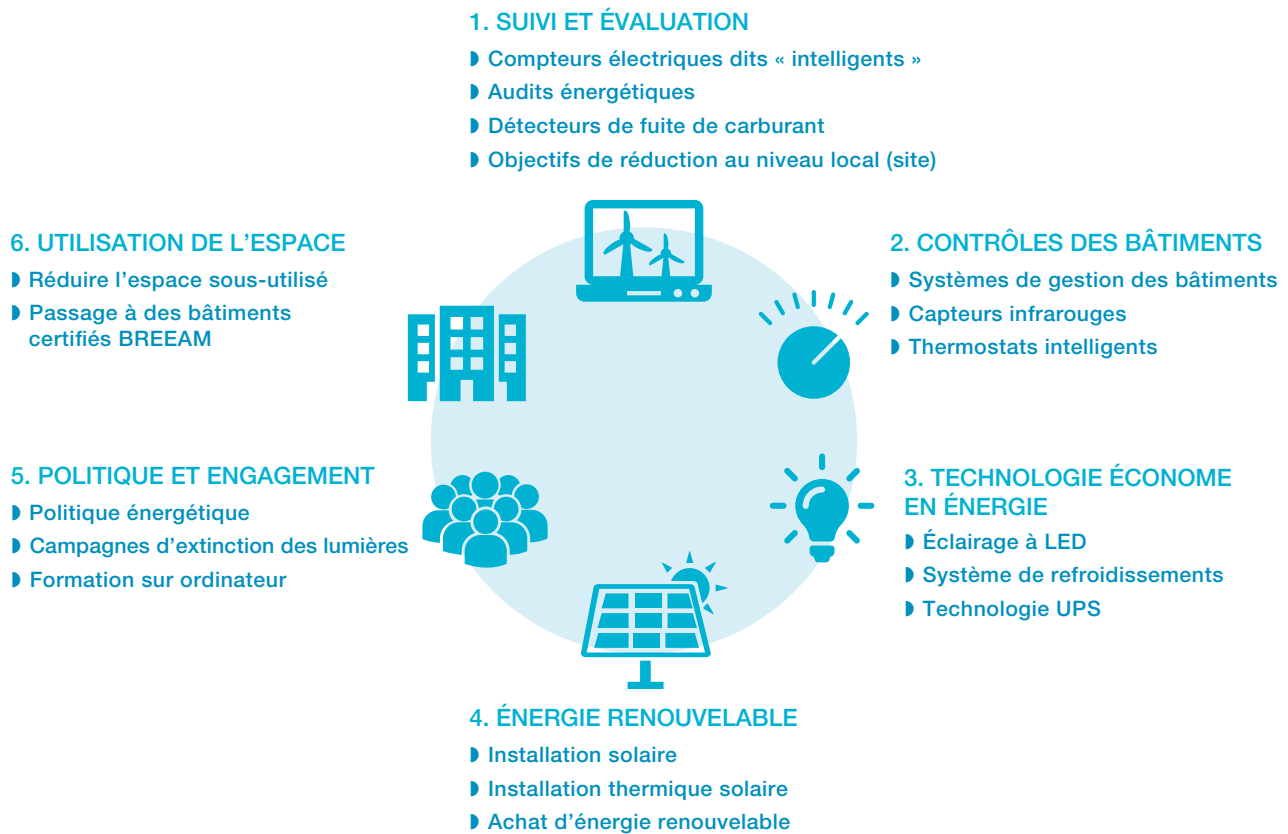 1. SUIVI ET ÉVALUATION
Compteurs électriques dits « intelligents »
Audits énergétiques
Détecteurs de fuite de carburant
Objectifs de réduction au niveau local (site)
2. CONTRÔLES DES BÂTIMENTS
Systèmes de gestion des bâtiments
Capteurs infrarouges
Thermostats intelligents
3. TECHNOLOGIE ÉCONOME
EN ÉNERGIE
Éclairage à LED
Système de refroidissements
Technologie UPS
4. ÉNERGIE RENOUVELABLE
Installation solaire
Installation thermique solaire
Achat d’énergie renouvelable
5. POLITIQUE ET ENGAGEMENT
Politique énergétique
Campagnes d’extinction des lumières
Formation sur ordinateur
6. UTILISATION DE L’ESPACE
Réduire l’espace sous-utilisé
Passage à des bâtiments
certifiés BREEAM